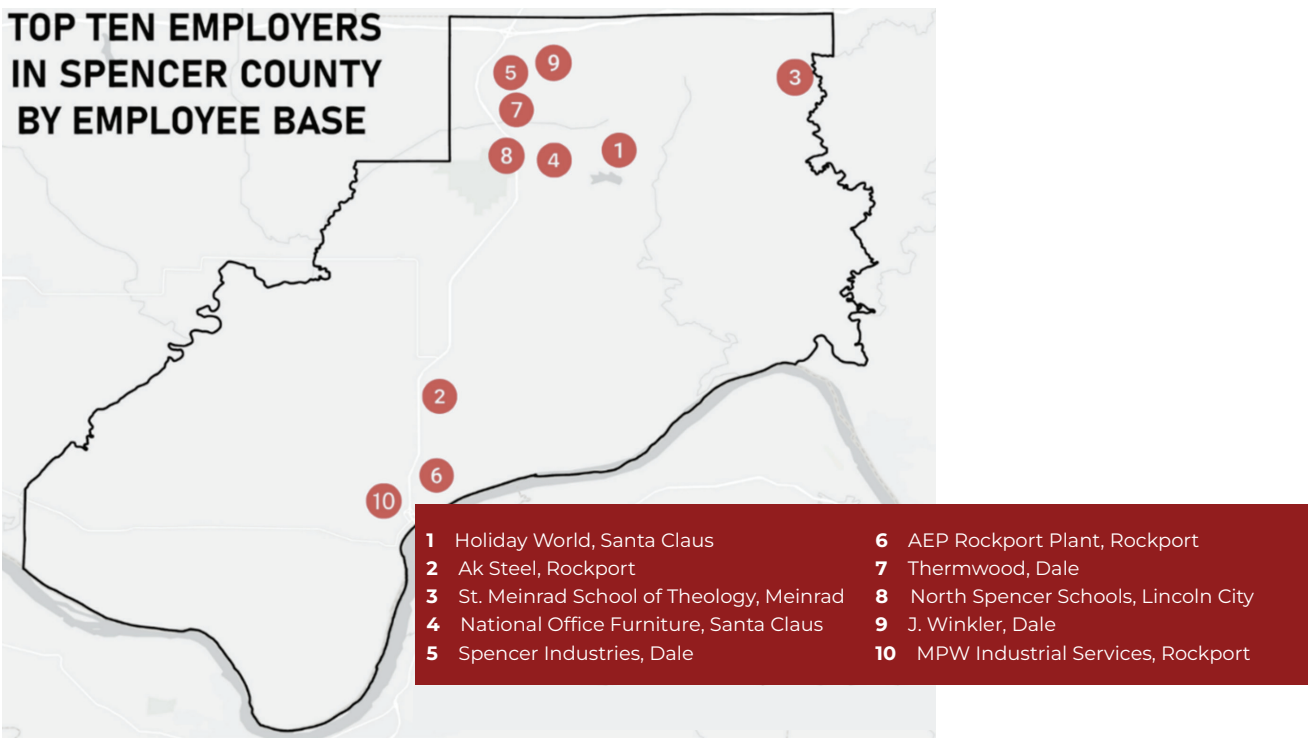 TOP TEN EMPLOYERS
IN SPENCER COUNTY
BY EMPLOYEE BASE
5
9
3
7
8
4
1
2
6
10
1 Holiday World, Santa Claus
2 Ak Steel, Rockport
3 St. Meinrad School of Theology, Meinrad
4 National Office Furniture, Santa Claus
5 Spencer Industries, Dale
6 AEP Rockport Plant, Rockport
7 Thermwood, Dale
8 North Spencer Schools, Lincoln City
9 J. Winkler, Dale
10 MPW Industrial Services, Rockport